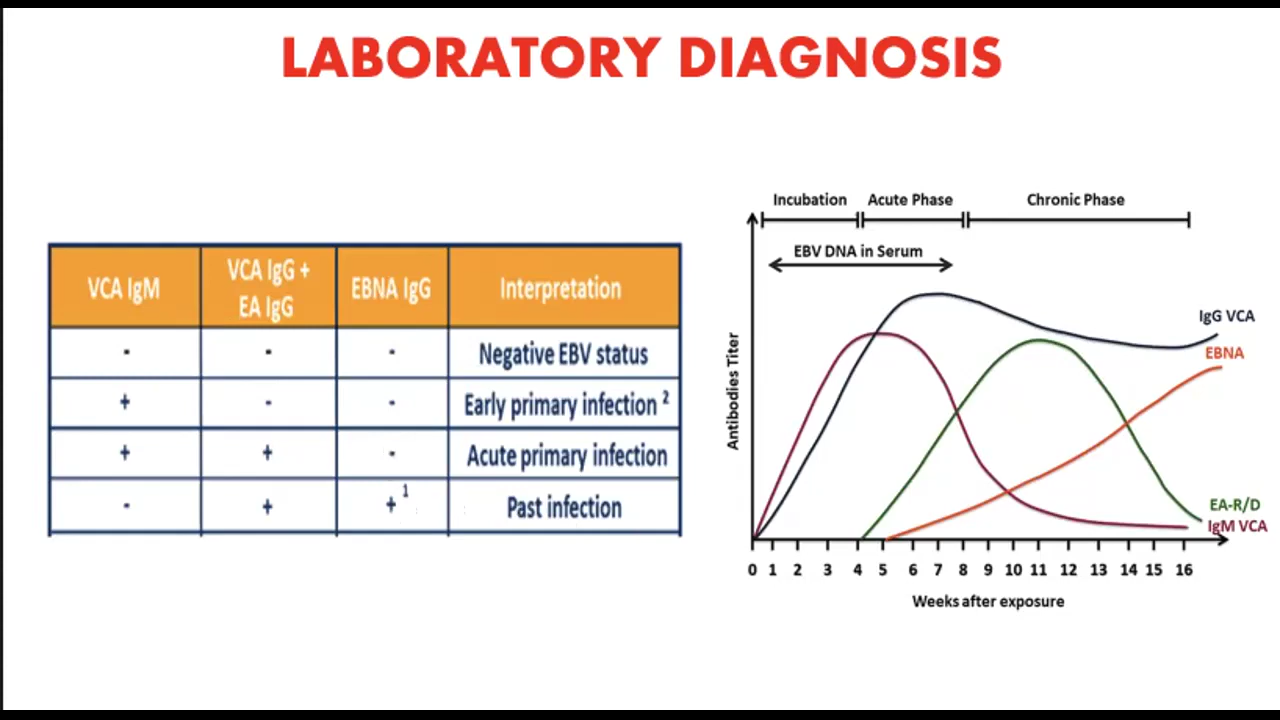 LABORATORY DIAGNOSIS
VCA IgM
VCA IgG +
EA IgG
EBNA IgG
Interpretation
- - - Negative EBV status
+ - - Early primary infection ²
+ + - Acute primary infection
- + + ¹ Past infection
Incubation Acute Phase Chronic Phase
EBV DNA in Serum
Antibodies Titer
IgG VCA
EBNA
EA-R/D
IgM VCA
0 1 2 3 4 5 6 7 8 9 10 11 12 13 14 15 16
Weeks after exposure